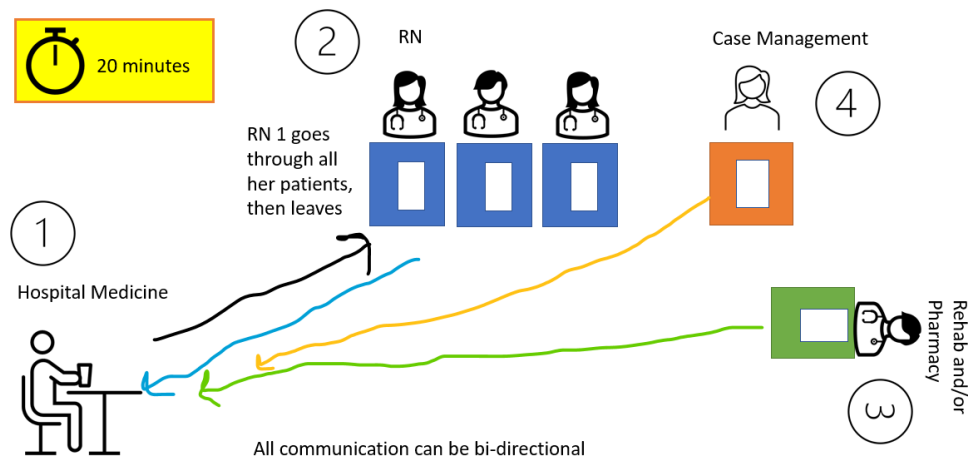 20 minutes
2
RN
Case Management
4
RN 1 goes
through all
her patients,
then leaves
1
Hospital Medicine
Rehab and/or
Pharmacy
3
All communication can be bi-directional